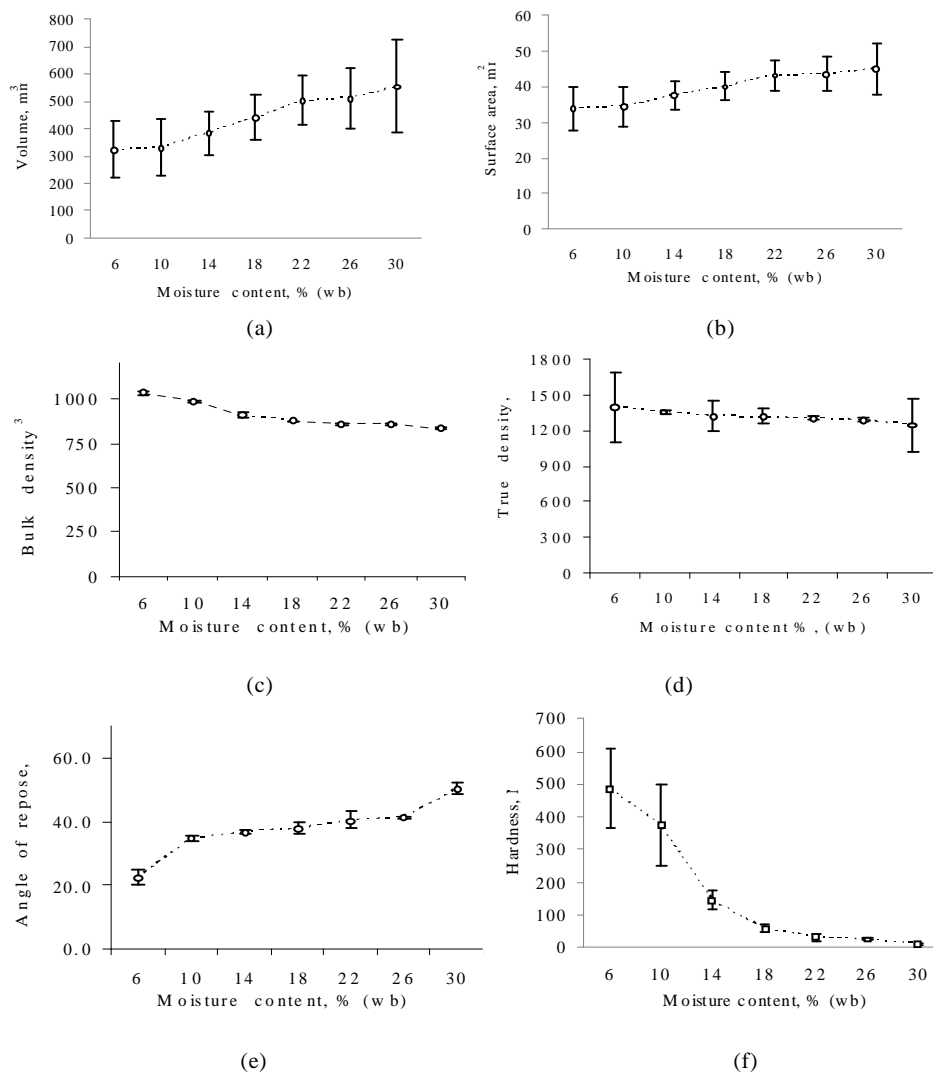 Volume, mm3
800
700
600
500
400
300
200
100
0
6 10 14 18 22 26 30
Moisture content, % (wb)
(a)
Surface area, m 2
60
50
40
30
20
10
0
6 10 14 18 22 26 30
Moisture content, % (wb)
(b)
Bulk density 3
1000
750
500
250
0
6 10 14 18 22 26 30
Moisture content, % (wb)
(c)
True density,
1800
1500
1200
900
600
300
0
6 10 14 18 22 26 30
Moisture content % , (wb)
(d)
Angle of repose,
60.0
40.0
20.0
0.0
6 10 14 18 22 26 30
Moisture content, % (wb)
(e)
Hardness,
700
600
500
400
300
200
100
0
6 10 14 18 22 26 30
Moisture content, % (wb)
(f)